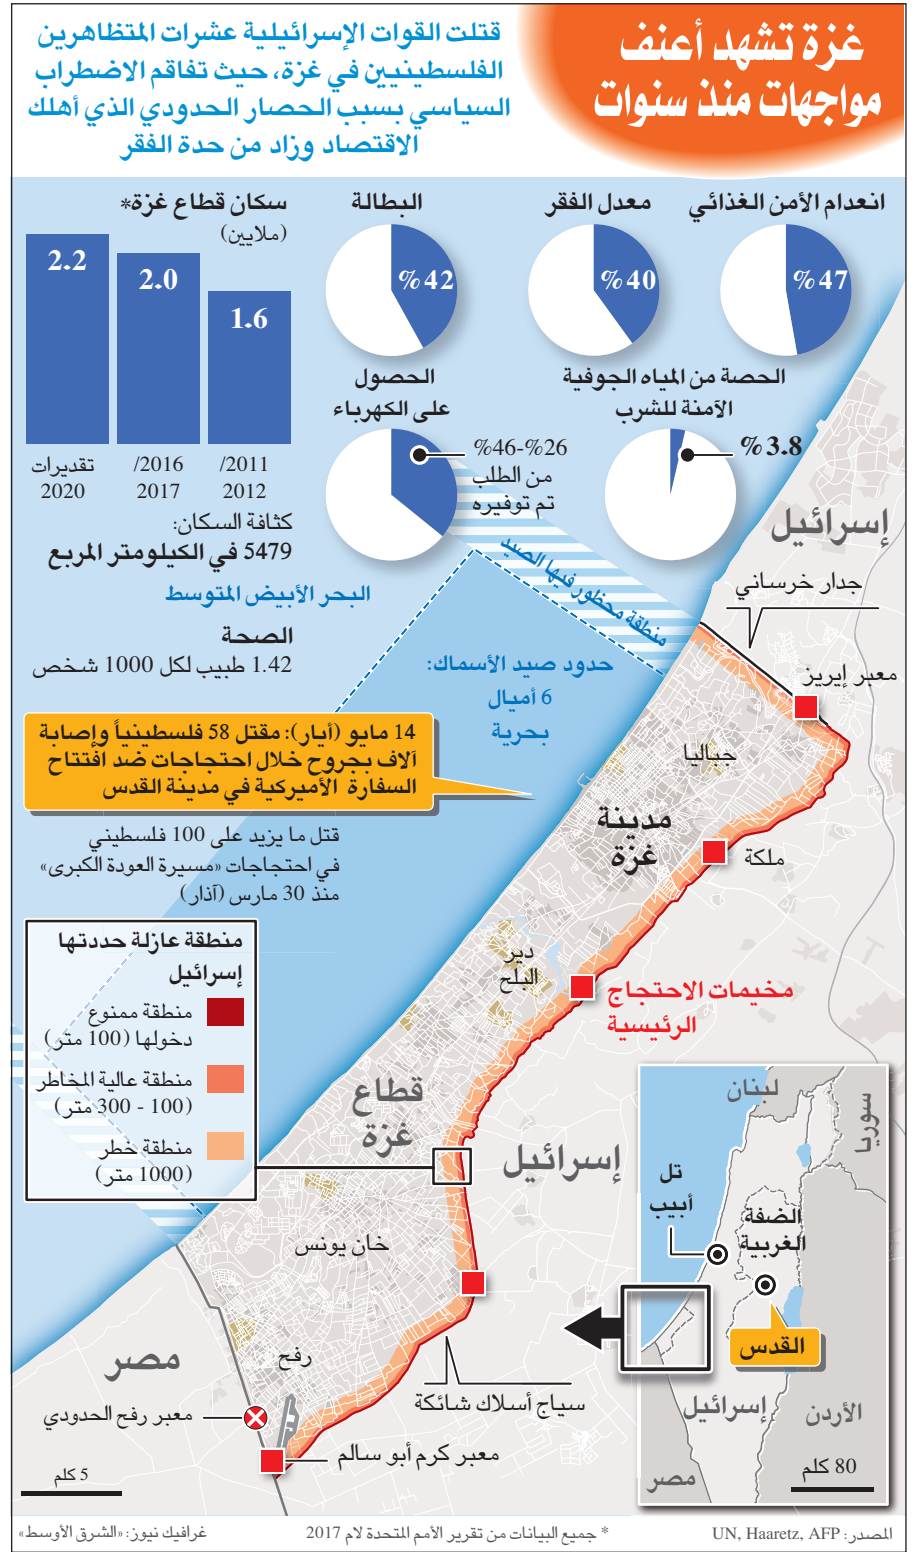 غزة تشهد أعنف
مواجهات منذ سنوات
قتلت القوات الإسرائيلية عشرات المتظاهرين
الفلسطينيين في غزة، حيث تفاقم الاضطراب
السياسي بسبب الحصار الحدودي الذي أهلك
الاقتصاد وزاد من حدة الفقر
انعدام الأمن الغذائي
%47
معدل الفقر
%40
البطالة
%42
سكان قطاع غزة*
(ملايين)
1.6
2.0
2.2
2011/
2012
2016/
2017
تقديرات
2020
الحصة من المياه الجوفية
الآمنة للشرب
%3.8
الحصول
على الكهرباء
%46-%26
من الطلب
تم توفيره
كثافة السكان:
5479 في الكيلومتر المربع
البحر الأبيض المتوسط
الصحة
1.42 طبيب لكل 1000 شخص
منطقة محظور فيها الصيد
حدود صيد الأسماك:
6 أميال
بحرية
إسرائيل
جدار خرساني
معبر إيريز
جباليا
مدينة
غزة
ملكة
14 مايو (أيار): مقتل 58 فلسطينياً وإصابة
آلاف بجروح خلال احتجاجات ضد افتتاح
السفارة الأميركية في مدينة القدس
قتل ما يزيد على 100 فلسطيني
في احتجاجات «مسيرة العودة الكبرى»
منذ 30 مارس (آذار)
دير
البلح
مخيمات الاحتجاج
الرئيسية
منطقة عازلة حددتها
إسرائيل
منطقة ممنوع
دخولها (100 متر)
منطقة عالية المخاطر
(100 - 300 متر)
منطقة خطر
(1000 متر)
قطاع
غزة
إسرائيل
خان يونس
رفح
مصر
معبر رفح الحدودي
معبر كرم أبو سالم
سياج أسلاك شائكة
5 كلم
لبنان
سوريا
تل
أبيب
الضفة
الغربية
القدس
إسرائيل
الأردن
مصر
80 كلم
المصدر: UN, Haaretz, AFP
* جميع البيانات من تقرير الأمم المتحدة لام 2017
غرافيك نيوز: «الشرق الأوسط»